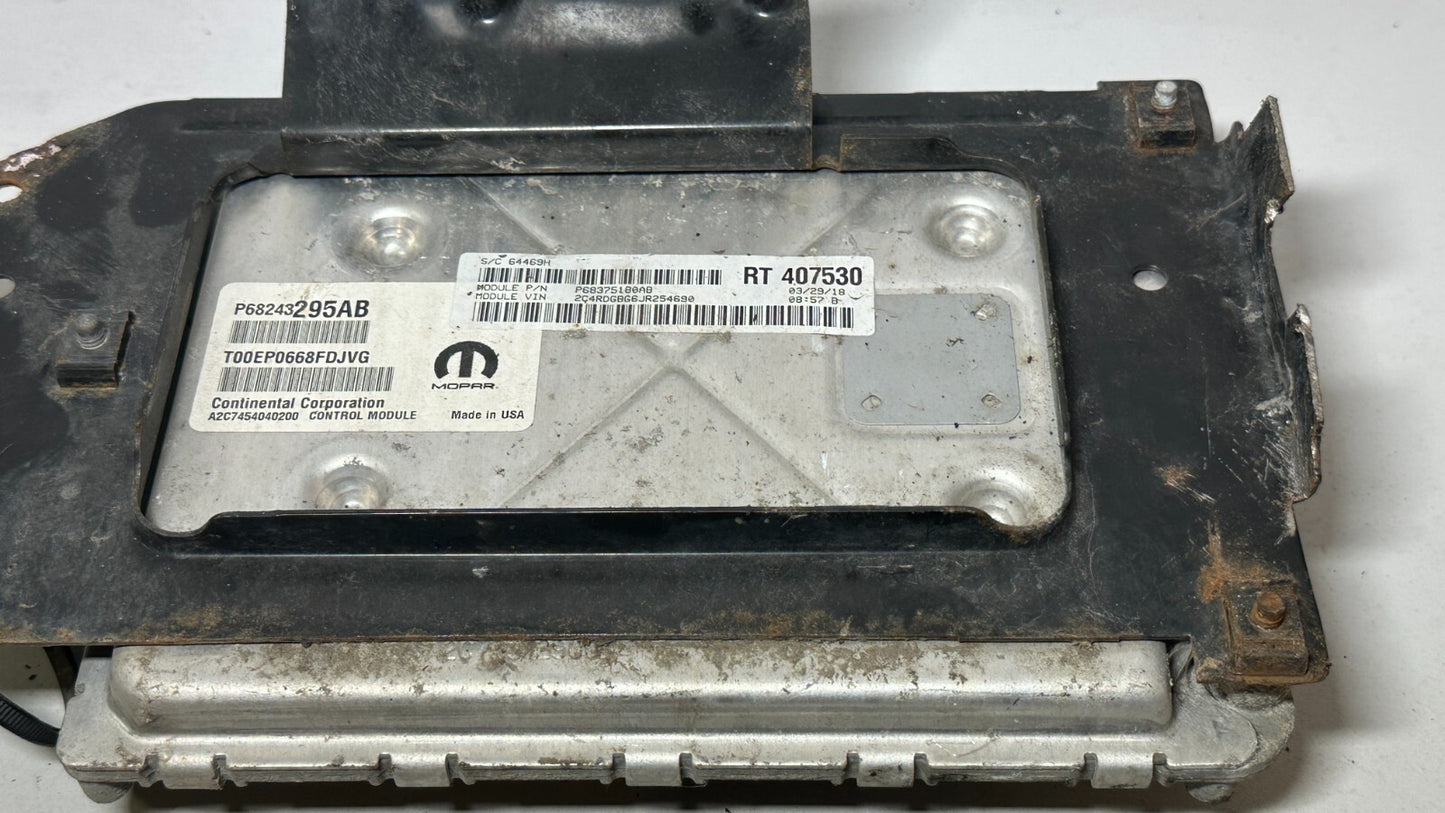 S/C 64469H
RT 407530
MODULE P/N P68375180AB 03/29/18
MODULE VIN 2C4RDGBG6JR254690 08:57 B
P68243295AB
T00EP0668FDJVG
MOPAR
Continental Corporation
A2C7454040200 CONTROL MODULE Made in USA